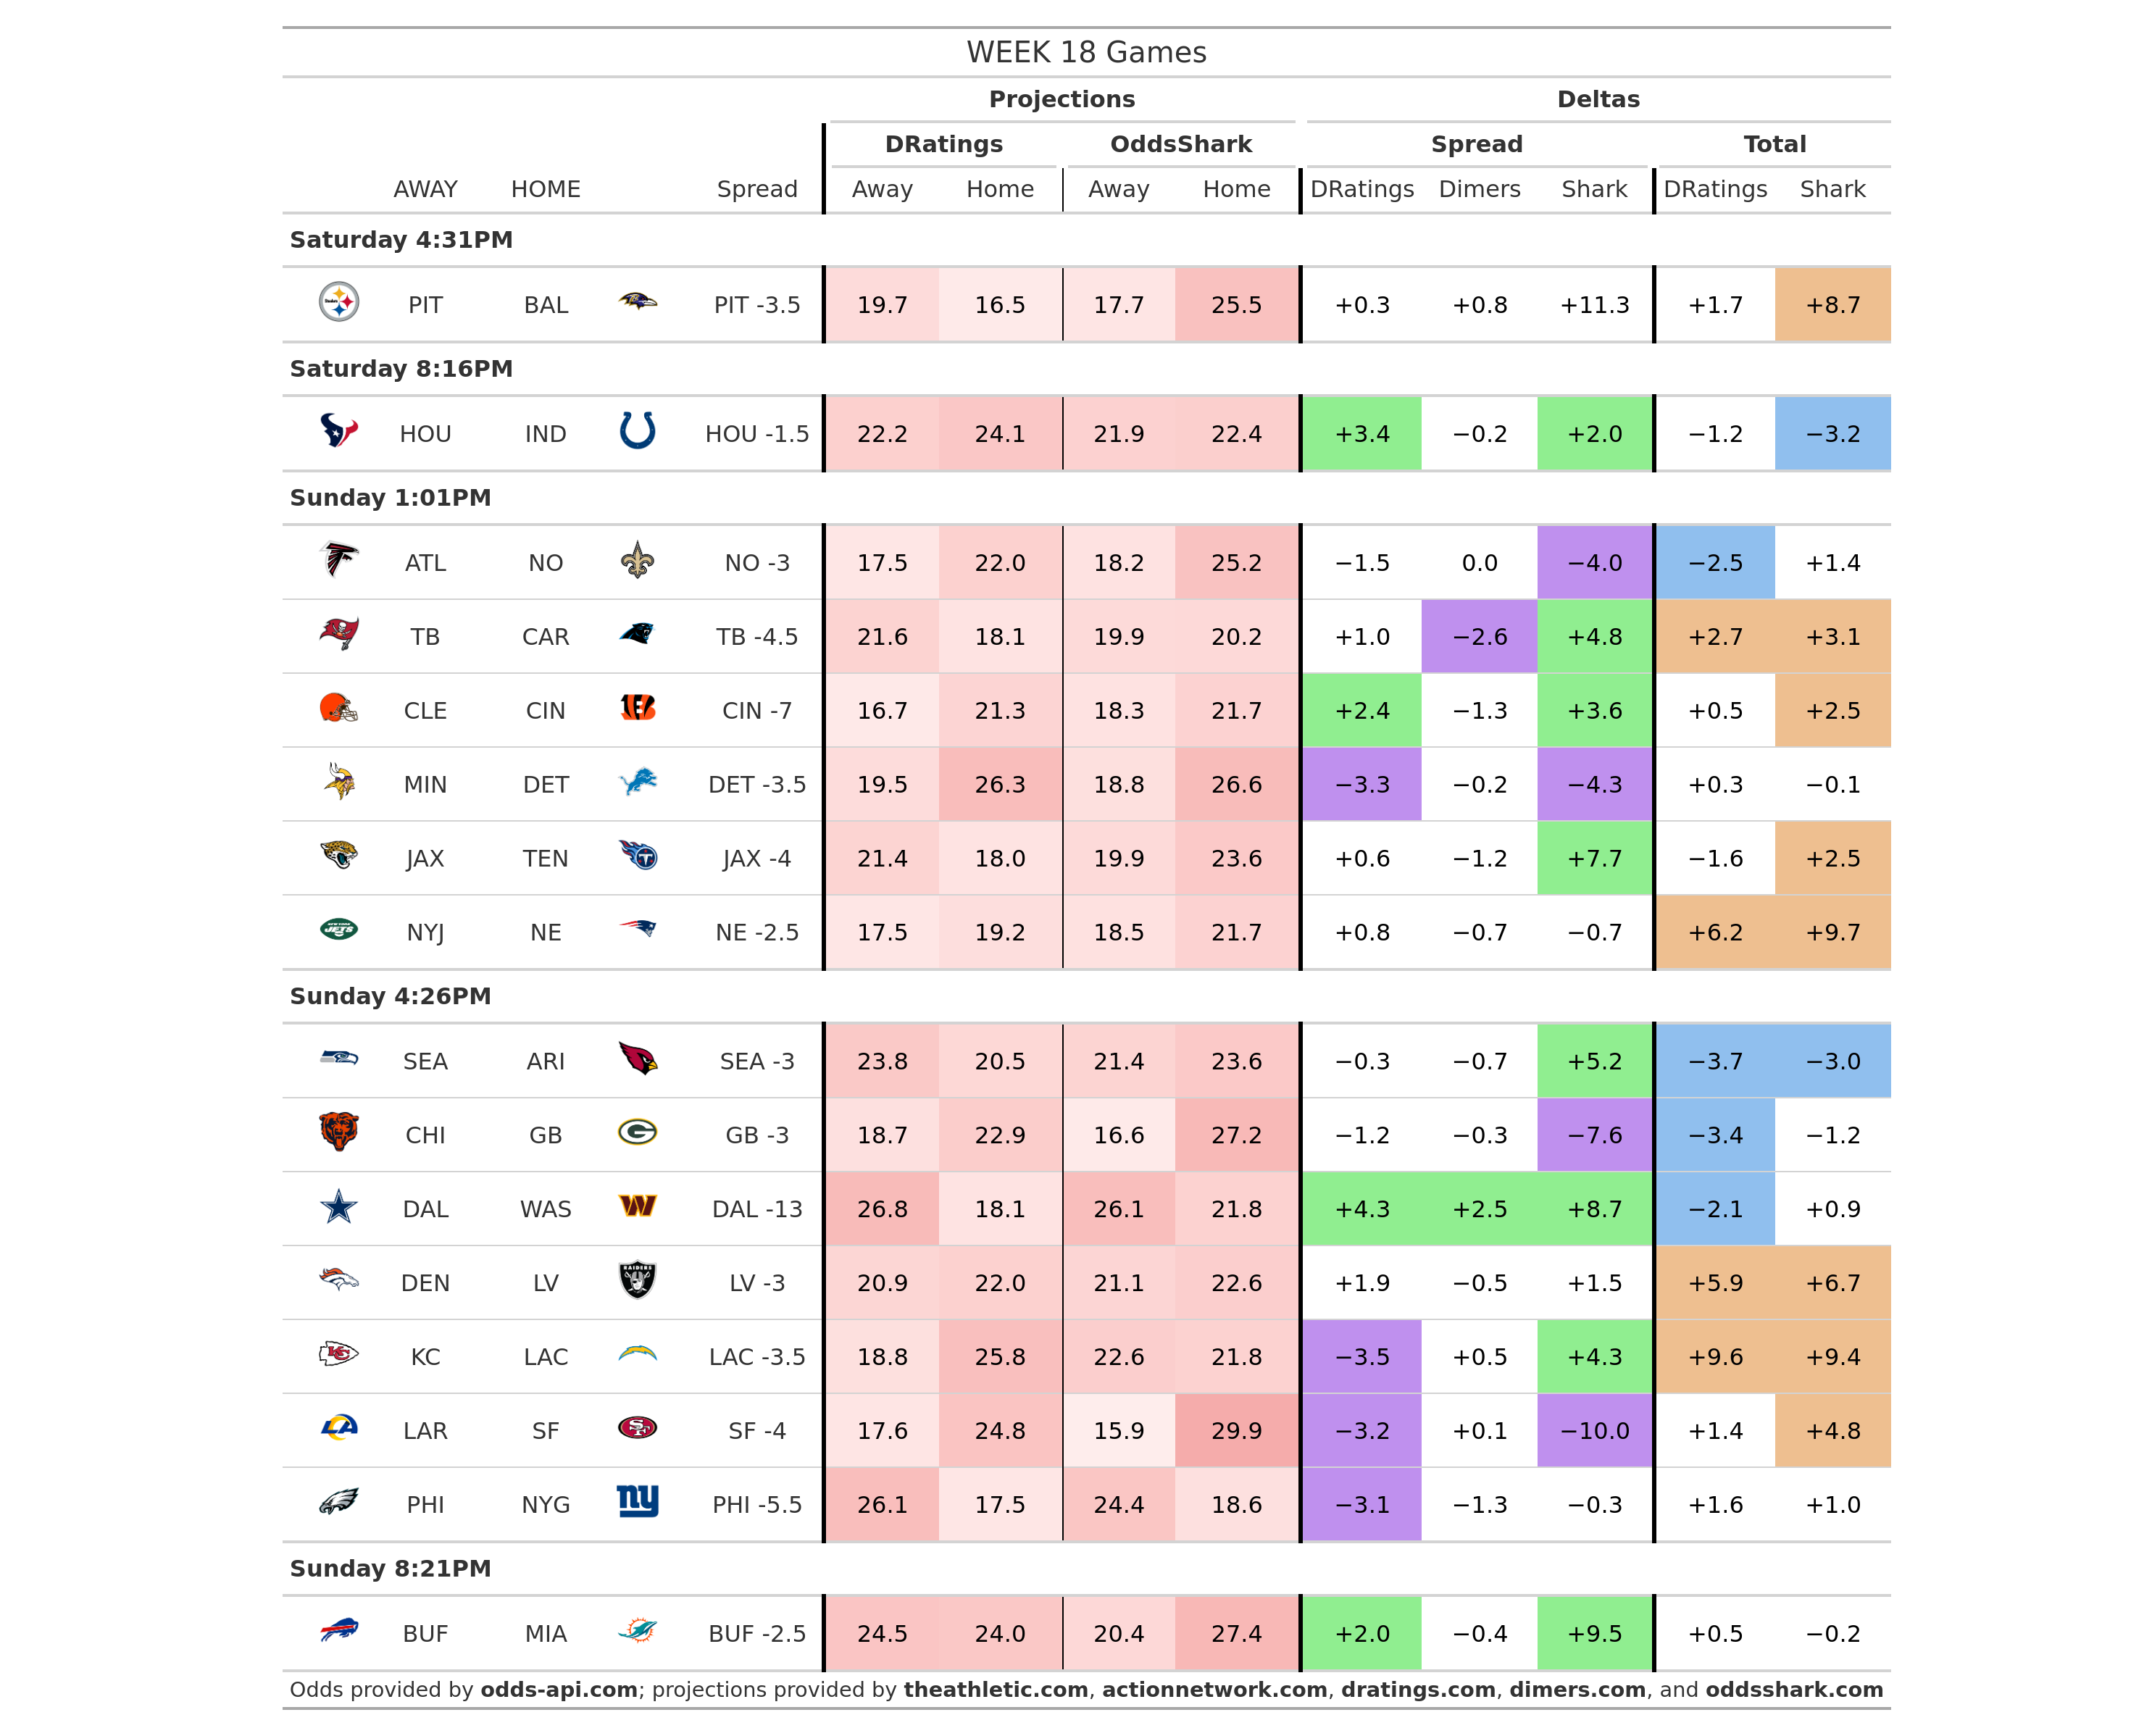 WEEK 18 Games
Projections Deltas
DRatings OddsShark Spread Total
AWAY HOME Spread Away Home Away Home DRatings Dimers Shark DRatings Shark
Saturday 4:31PM
PIT BAL PIT -3.5 19.7 16.5 17.7 25.5 +0.3 +0.8 +11.3 +1.7 +8.7
Saturday 8:16PM
HOU IND HOU -1.5 22.2 24.1 21.9 22.4 +3.4 −0.2 +2.0 −1.2 −3.2
Sunday 1:01PM
ATL NO NO -3 17.5 22.0 18.2 25.2 −1.5 0.0 −4.0 −2.5 +1.4
TB CAR TB -4.5 21.6 18.1 19.9 20.2 +1.0 −2.6 +4.8 +2.7 +3.1
CLE CIN CIN -7 16.7 21.3 18.3 21.7 +2.4 −1.3 +3.6 +0.5 +2.5
MIN DET DET -3.5 19.5 26.3 18.8 26.6 −3.3 −0.2 −4.3 +0.3 −0.1
JAX TEN JAX -4 21.4 18.0 19.9 23.6 +0.6 −1.2 +7.7 −1.6 +2.5
NYJ NE NE -2.5 17.5 19.2 18.5 21.7 +0.8 −0.7 −0.7 +6.2 +9.7
Sunday 4:26PM
SEA ARI SEA -3 23.8 20.5 21.4 23.6 −0.3 −0.7 +5.2 −3.7 −3.0
CHI GB GB -3 18.7 22.9 16.6 27.2 −1.2 −0.3 −7.6 −3.4 −1.2
DAL WAS DAL -13 26.8 18.1 26.1 21.8 +4.3 +2.5 +8.7 −2.1 +0.9
DEN LV LV -3 20.9 22.0 21.1 22.6 +1.9 −0.5 +1.5 +5.9 +6.7
KC LAC LAC -3.5 18.8 25.8 22.6 21.8 −3.5 +0.5 +4.3 +9.6 +9.4
LAR SF SF -4 17.6 24.8 15.9 29.9 −3.2 +0.1 −10.0 +1.4 +4.8
PHI NYG PHI -5.5 26.1 17.5 24.4 18.6 −3.1 −1.3 −0.3 +1.6 +1.0
Sunday 8:21PM
BUF MIA BUF -2.5 24.5 24.0 20.4 27.4 +2.0 −0.4 +9.5 +0.5 −0.2
Odds provided by odds-api.com; projections provided by theathletic.com, actionnetwork.com, dratings.com, dimers.com, and oddsshark.com